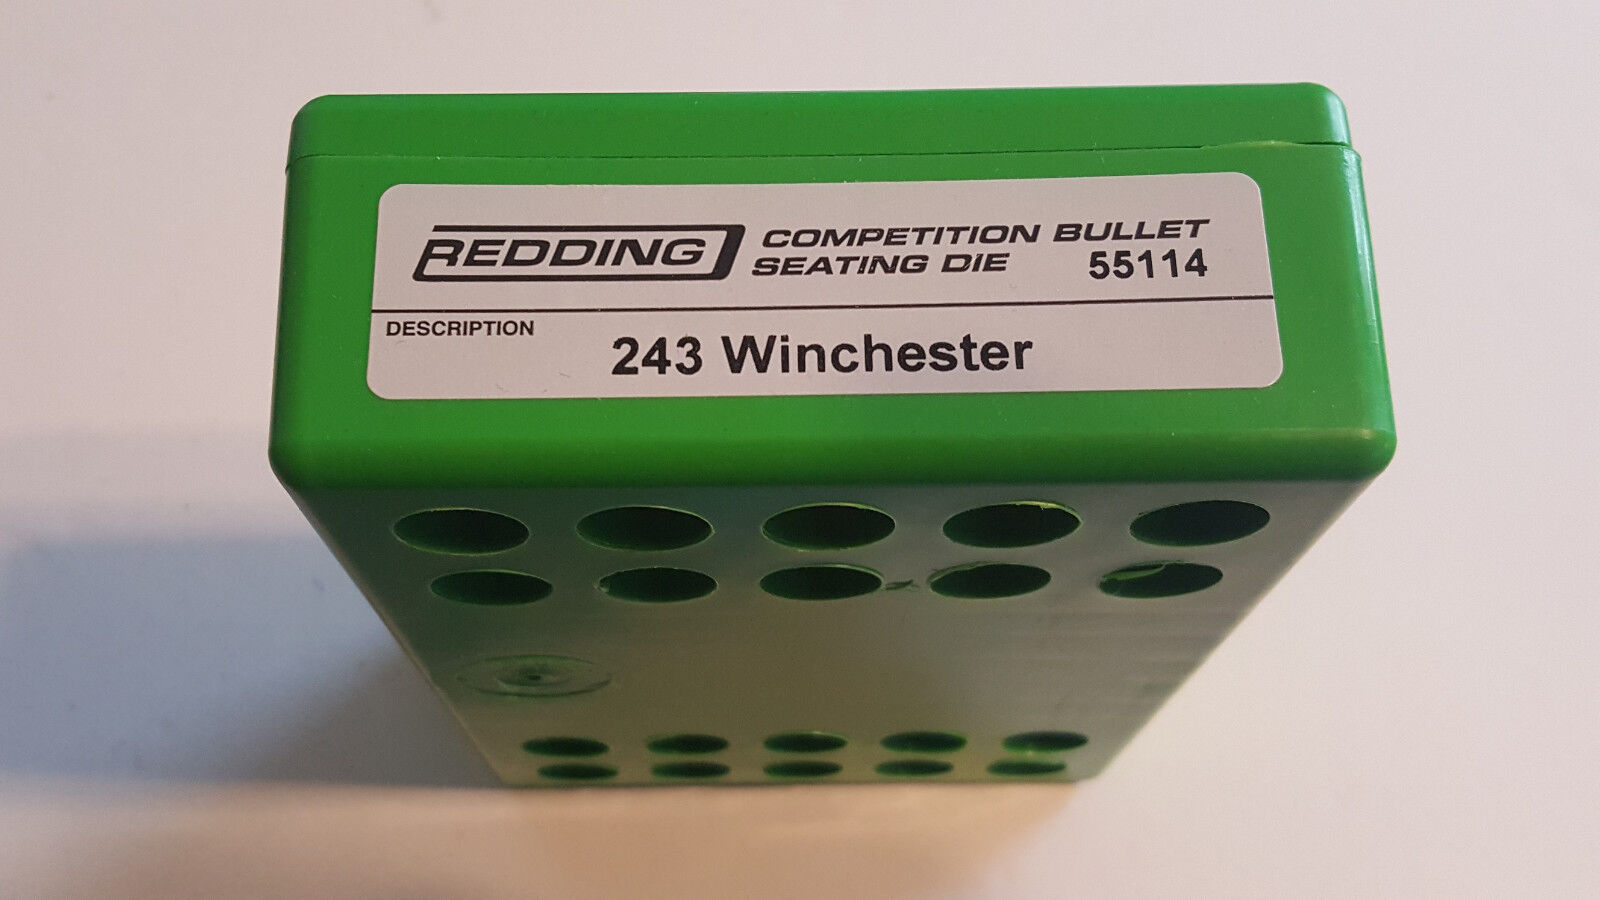 REDDING COMPETITION BULLET
SEATING DIE 55114
DESCRIPTION
243 Winchester